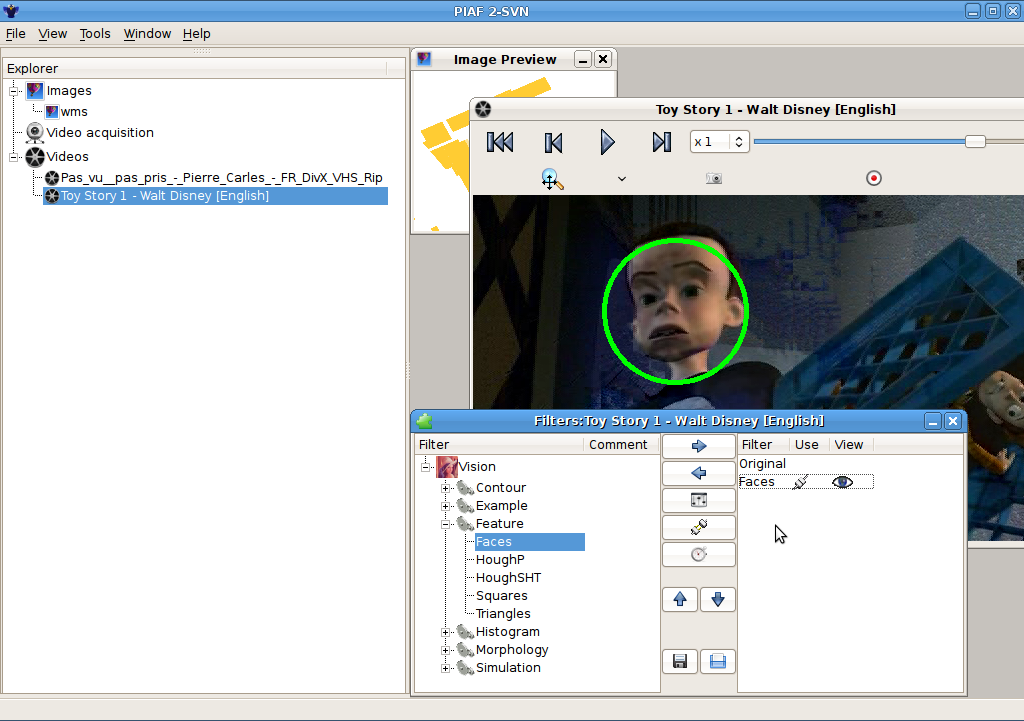 PIAF 2-SVN
File View Tools Window Help
Explorer
Images
wms
Video acquisition
Videos
Pas_vu__pas_pris_-_Pierre_Carles_-_FR_DivX_VHS_Rip
Toy Story 1 - Walt Disney [English]
Image Preview
Toy Story 1 - Walt Disney [English]
x 1
Filters:Toy Story 1 - Walt Disney [English]
Filter Comment
Vision
Contour
Example
Feature
Faces
HoughP
HoughSHT
Squares
Triangles
Histogram
Morphology
Simulation
Filter Use View
Original
Faces